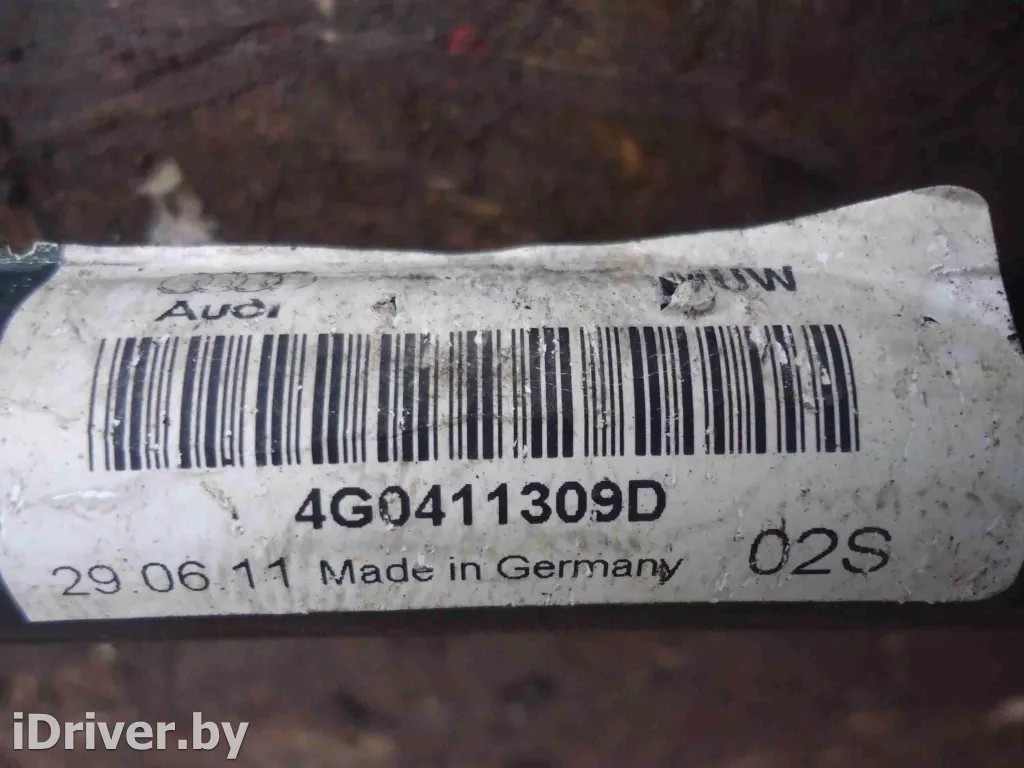 Audi
4G0411309D
29.06.11 Made in Germany 02S
iDriver.by